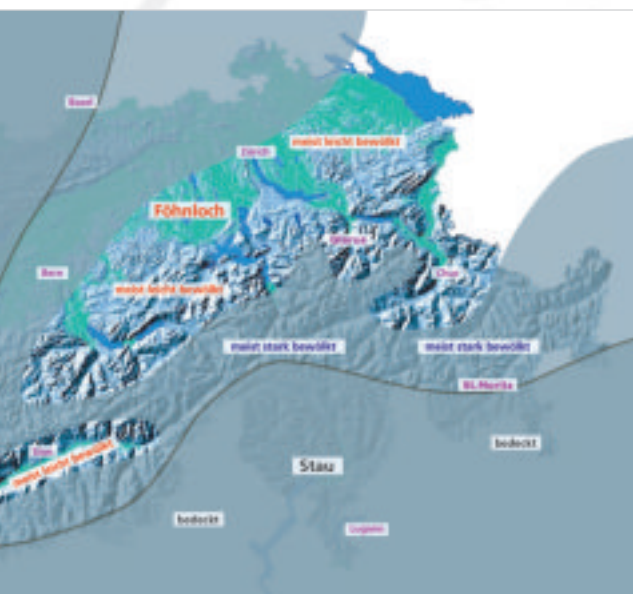 Basel
Zürich
meist leicht bewölkt
Föhnloch
Glarus
Bern
Chur
meist leicht bewölkt
meist stark bewölkt
meist stark bewölkt
St. Moritz
Sion
meist leicht bewölkt
bedeckt
Stau
bedeckt
Lugano